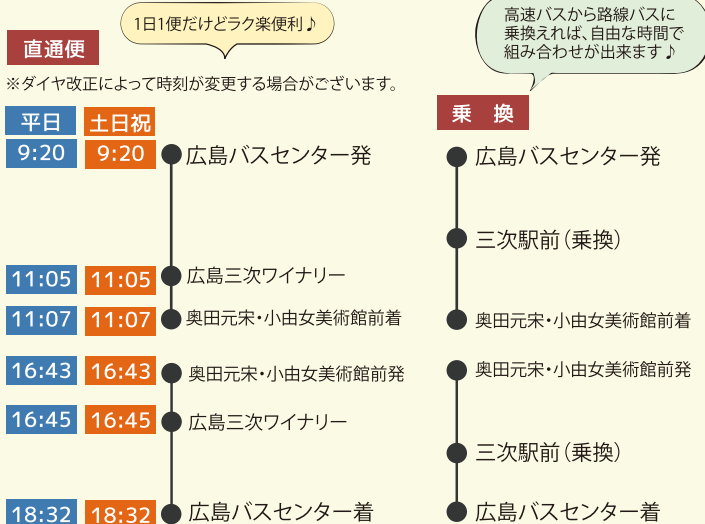 1日1便だけどラク楽便利♪
直通便
※ダイヤ改正によって時刻が変更する場合がございます。
平日 土日祝
9:20 9:20 広島バスセンター発
11:05 11:05 広島三次ワイナリー
11:07 11:07 奥田元宋・小由女美術館前着
16:43 16:43 奥田元宋・小由女美術館前発
16:45 16:45 広島三次ワイナリー
18:32 18:32 広島バスセンター着
高速バスから路線バスに
乗換えれば、自由な時間で
組み合わせが出来ます♪
乗 換
広島バスセンター発
三次駅前（乗換）
奥田元宋・小由女美術館前着
奥田元宋・小由女美術館前発
三次駅前（乗換）
広島バスセンター着